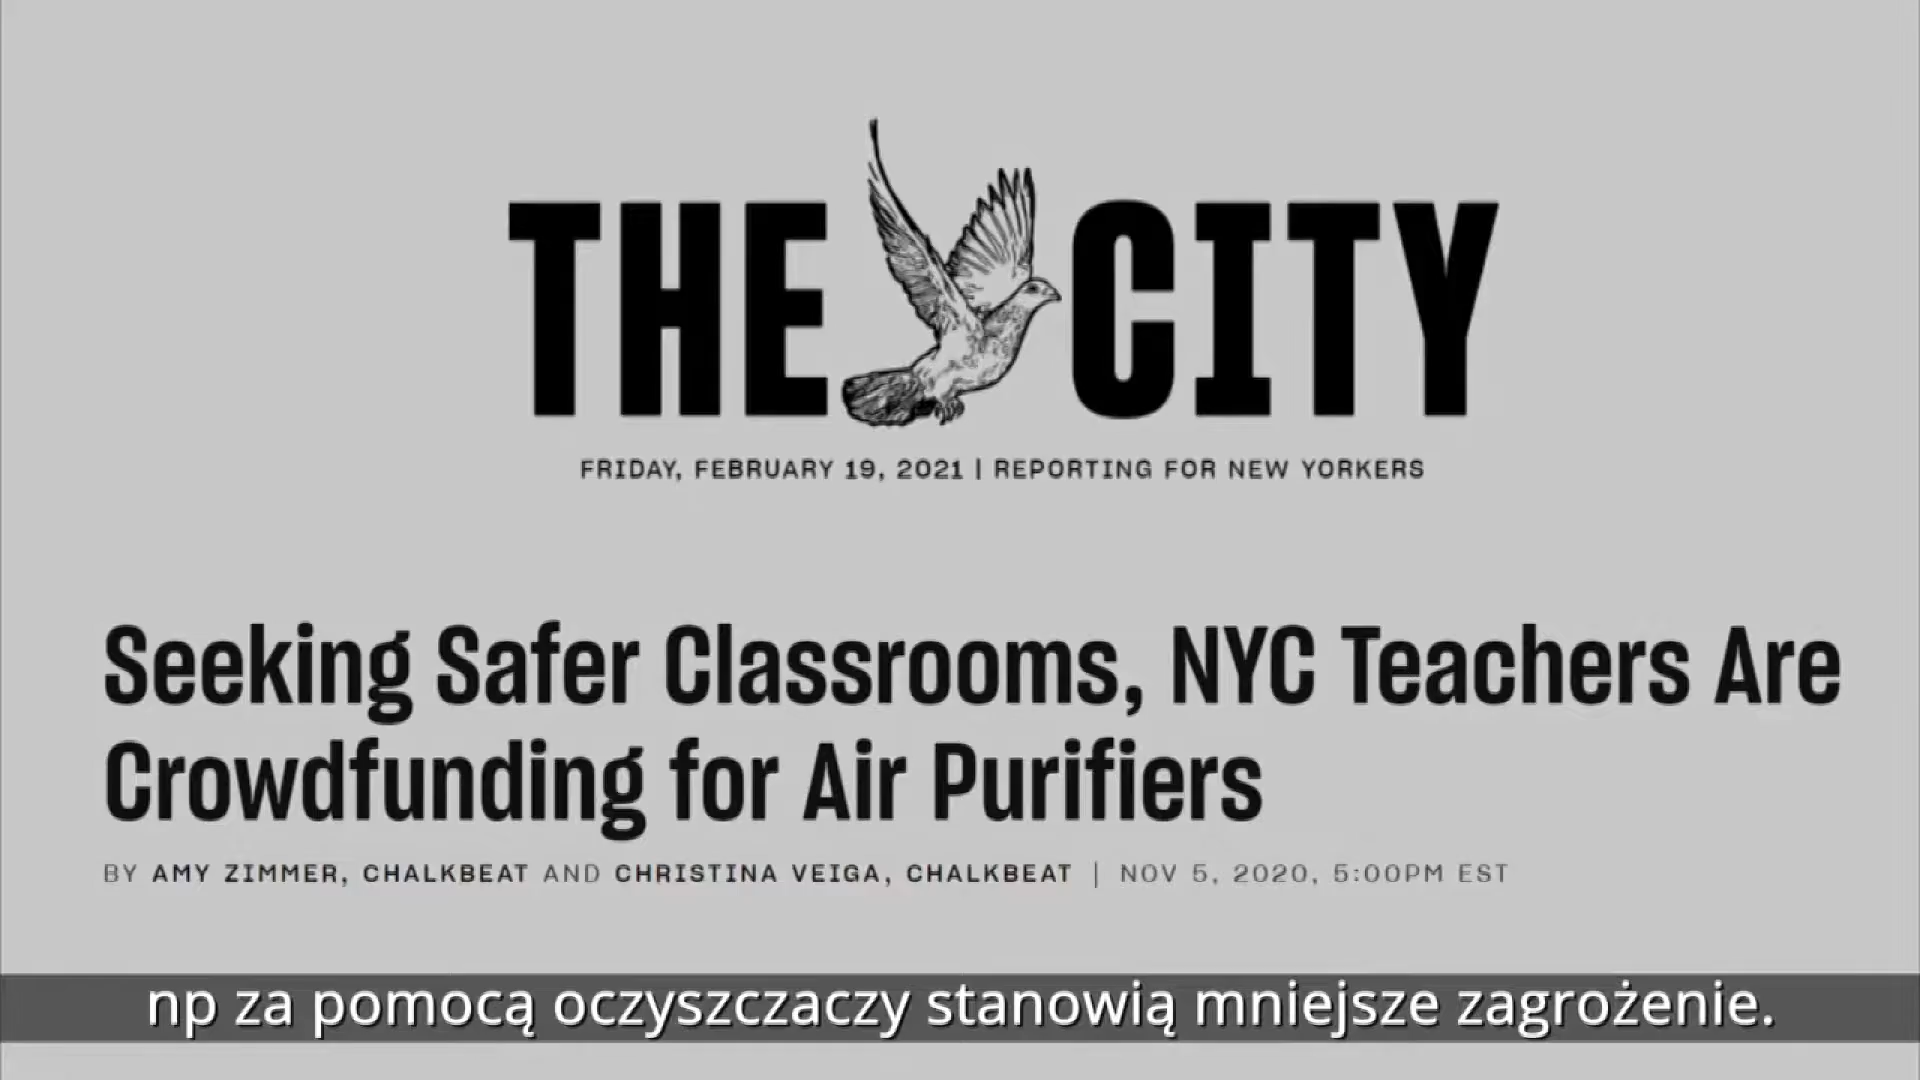 THE CITY
FRIDAY, FEBRUARY 19, 2021 | REPORTING FOR NEW YORKERS
Seeking Safer Classrooms, NYC Teachers Are
Crowdfunding for Air Purifiers
BY AMY ZIMMER, CHALKBEAT AND CHRISTINA VEIGA, CHALKBEAT | NOV 5, 2020, 5:00PM EST
np za pomocą oczyszczaczy stanowią mniejsze zagrożenie.